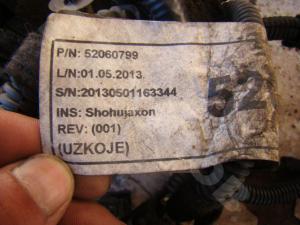 P/N: 52060799
L/N:01.05.2013.
S/N:20130501163344
INS: Shohujaxon
REV: (001)
(UZKOJE)
52